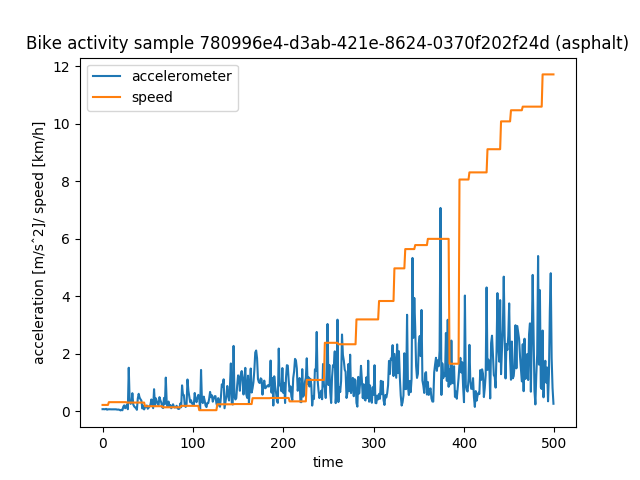 Bike activity sample 780996e4-d3ab-421e-8624-0370f202f24d (asphalt)
accelerometer
speed
12
10
8
6
4
2
0
acceleration [m/s^2]/ speed [km/h]
0 100 200 300 400 500
time